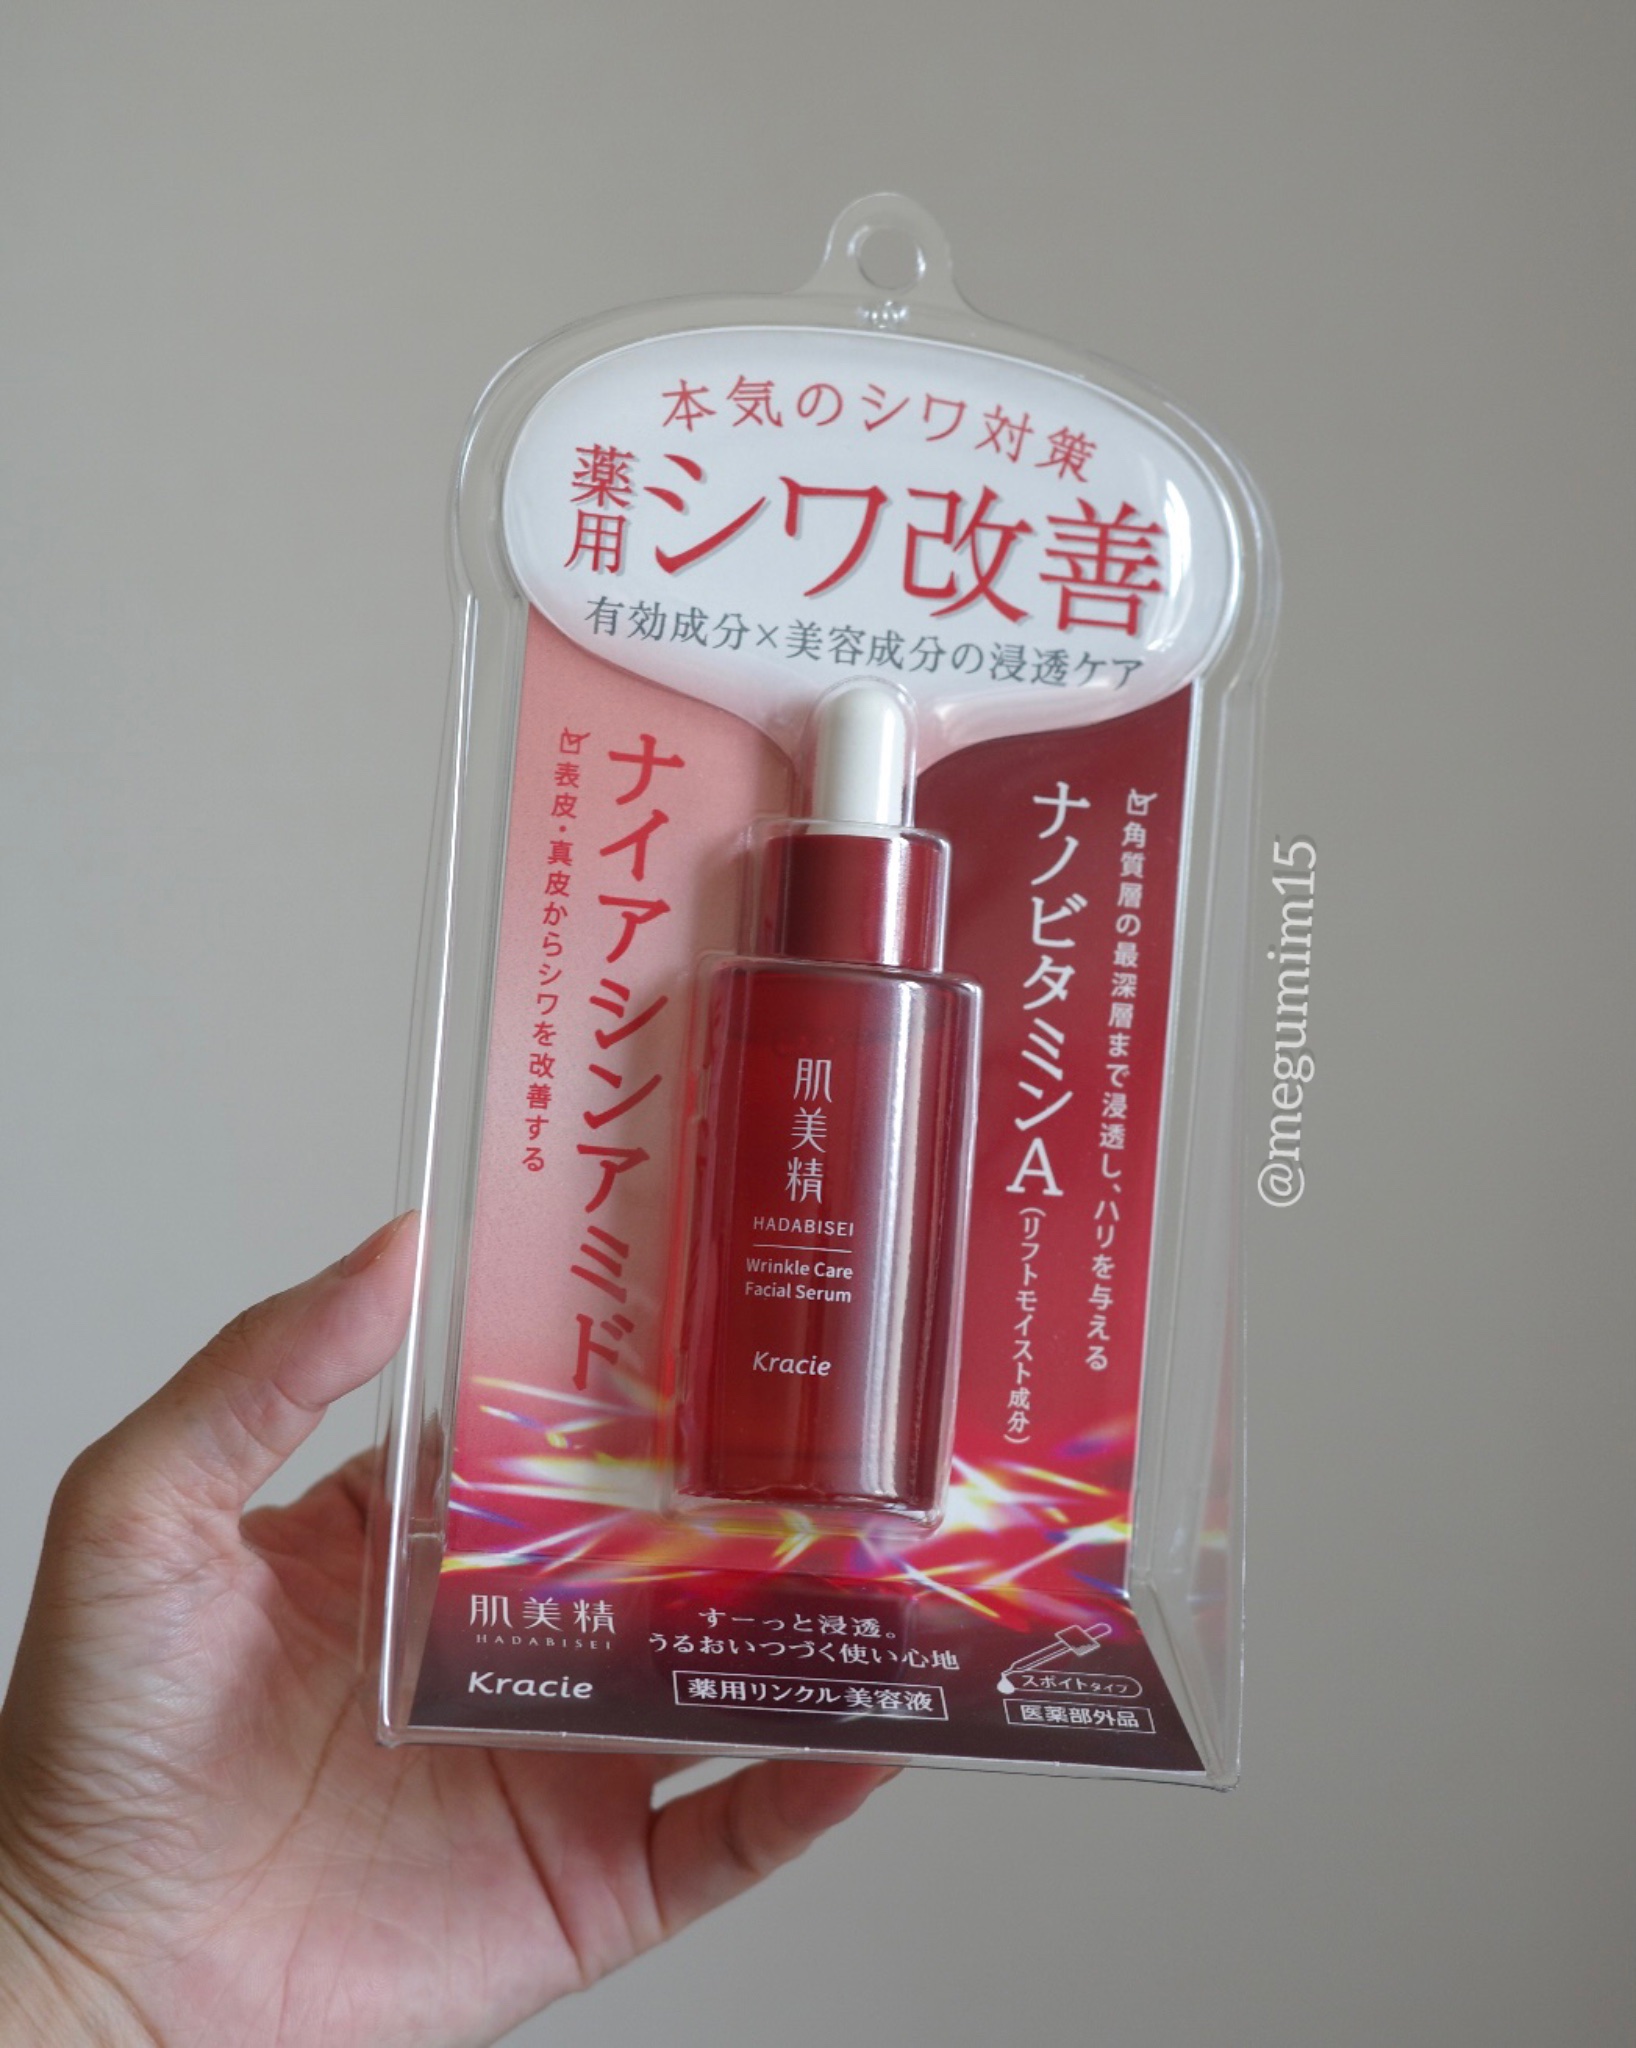 本気のシワ対策
薬用シワ改善
有効成分×美容成分の浸透ケア
ナイアシンアミド
表皮・真皮からシワを改善する
角質層の最深層まで浸透し、ハリを与える
ナノビタミンA(リフトモイスト成分)
肌美精
HADABISEI
Wrinkle Care
Facial Serum
Kracie
@megumim15
肌美精
HADABISEI
Kracie
すーっと浸透。
うるおいつづく使い心地
薬用リンクル美容液
スポイトタイプ
医薬部外品